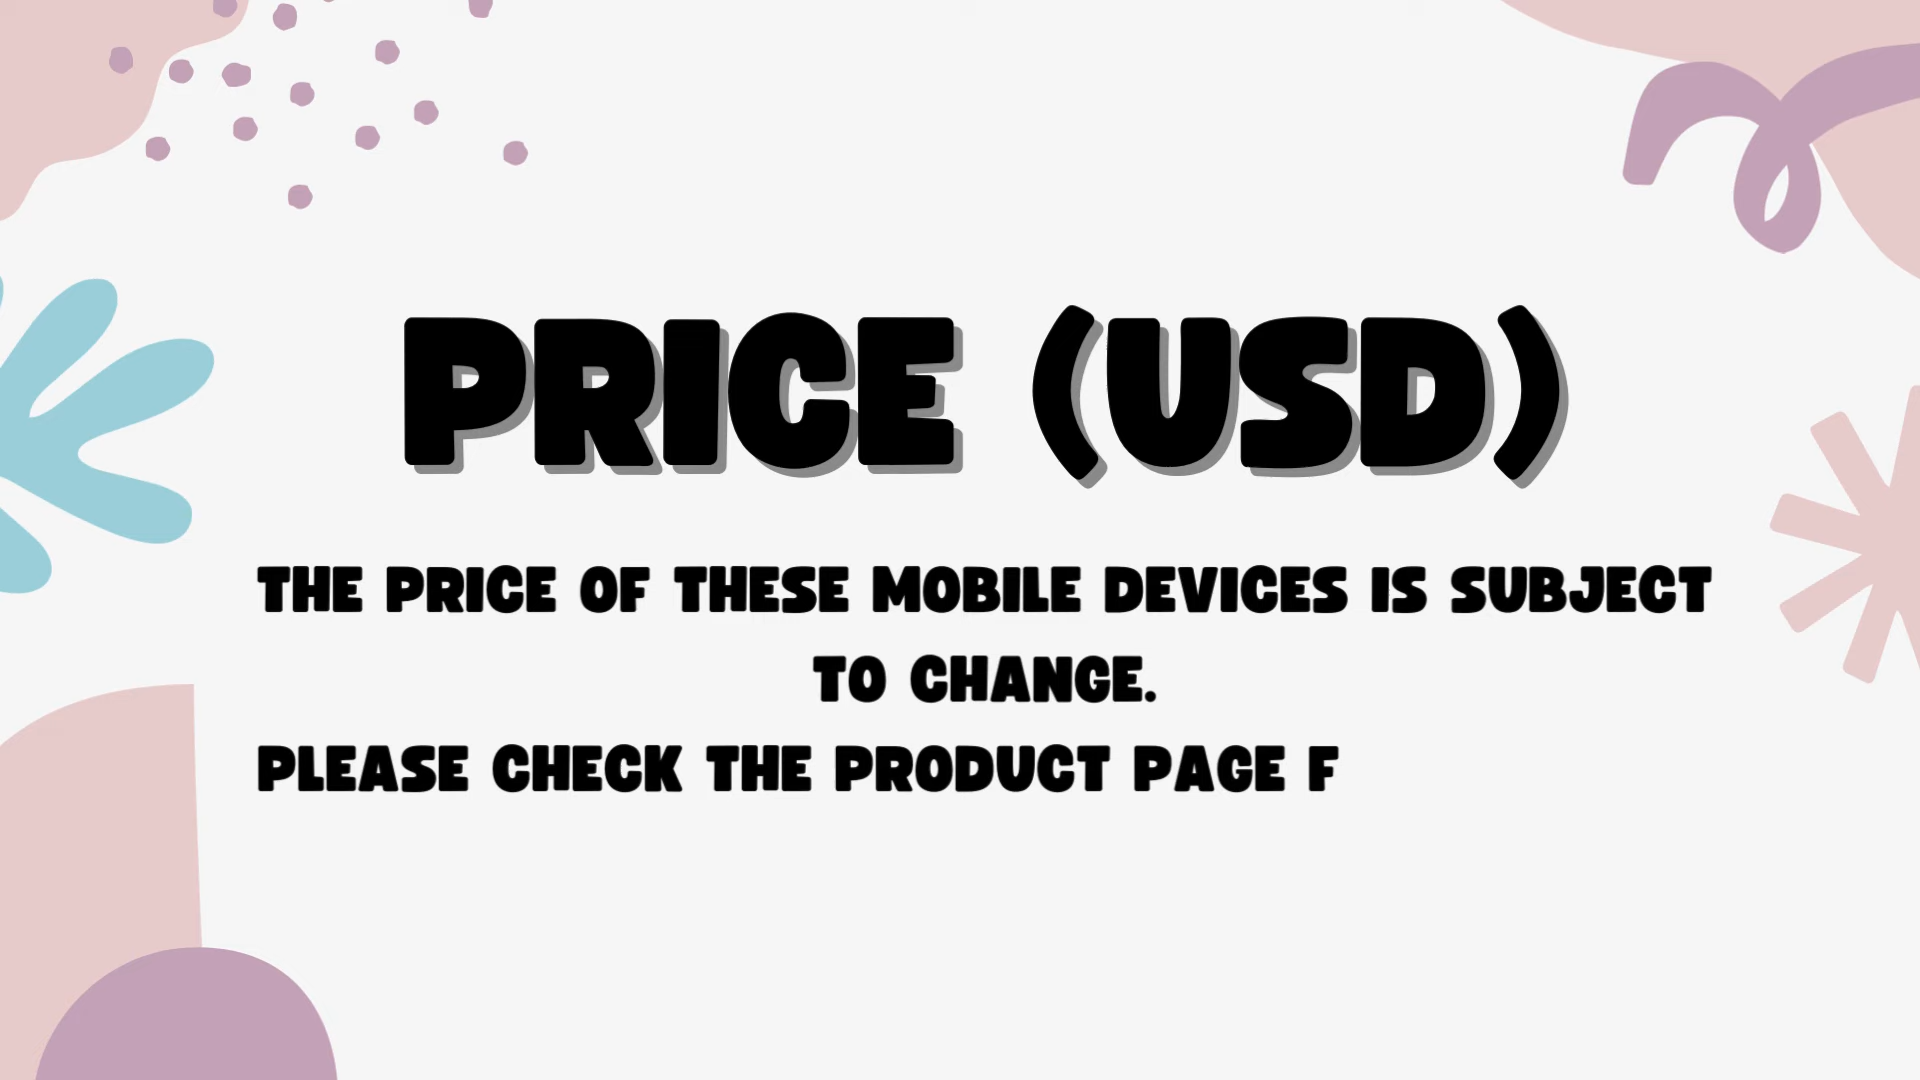 PRICE (USD)
THE PRICE OF THESE MOBILE DEVICES IS SUBJECT
TO CHANGE.
PLEASE CHECK THE PRODUCT PAGE F